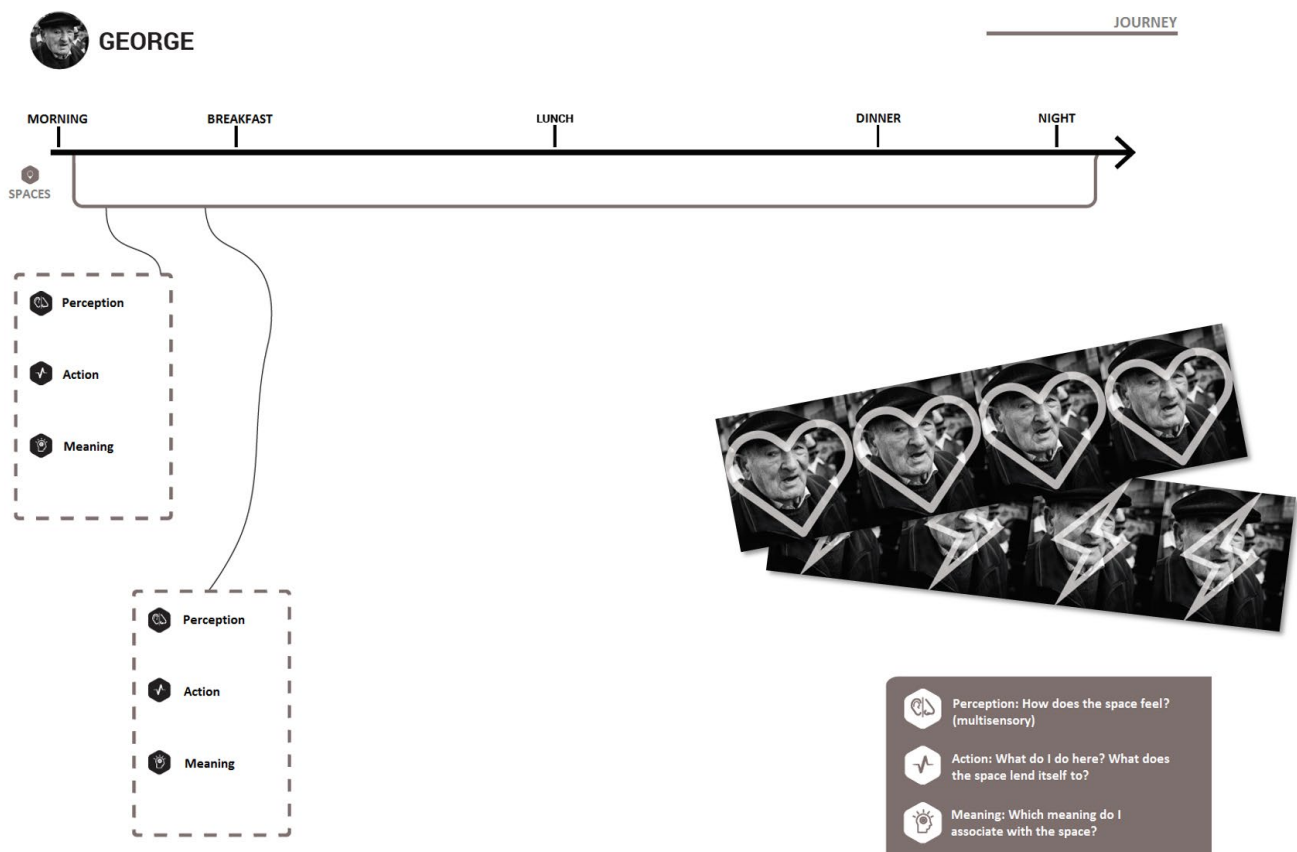 GEORGE
JOURNEY
MORNING
BREAKFAST
LUNCH
DINNER
NIGHT
SPACES
Perception
Action
Meaning
Perception
Action
Meaning
Perception: How does the space feel?
(multisensory)
Action: What do I do here? What does
the space lend itself to?
Meaning: Which meaning do I
associate with the space?